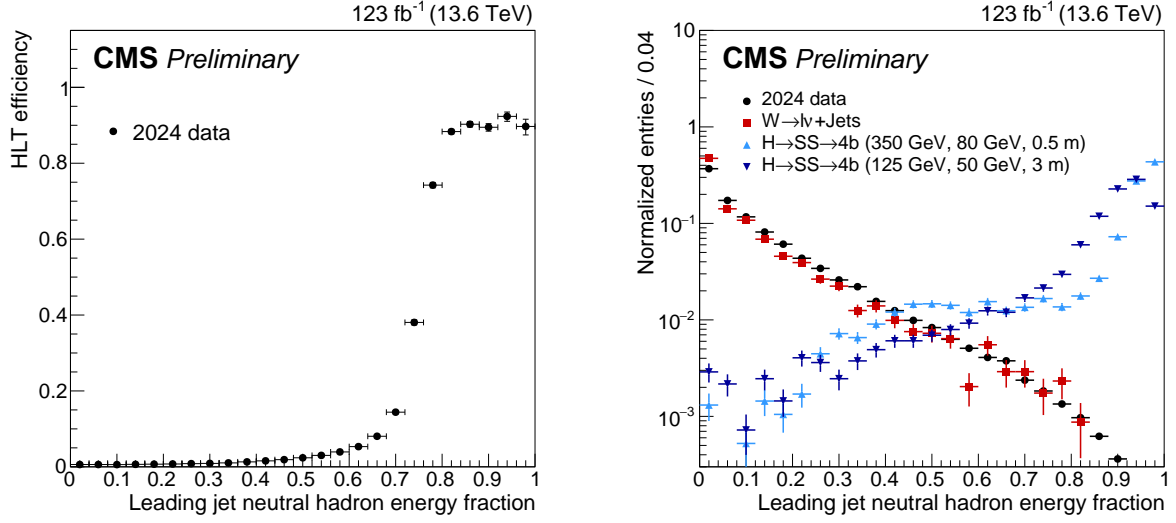 123 fb⁻¹ (13.6 TeV)
CMS Preliminary
2024 data
HLT efficiency
1
0.8
0.6
0.4
0.2
0
0 0.1 0.2 0.3 0.4 0.5 0.6 0.7 0.8 0.9 1
Leading jet neutral hadron energy fraction
123 fb⁻¹ (13.6 TeV)
CMS Preliminary
2024 data
W→lν+Jets
H→SS→4b (350 GeV, 80 GeV, 0.5 m)
H→SS→4b (125 GeV, 50 GeV, 3 m)
Normalized entries / 0.04
10
1
10⁻¹
10⁻²
10⁻³
0 0.1 0.2 0.3 0.4 0.5 0.6 0.7 0.8 0.9 1
Leading jet neutral hadron energy fraction